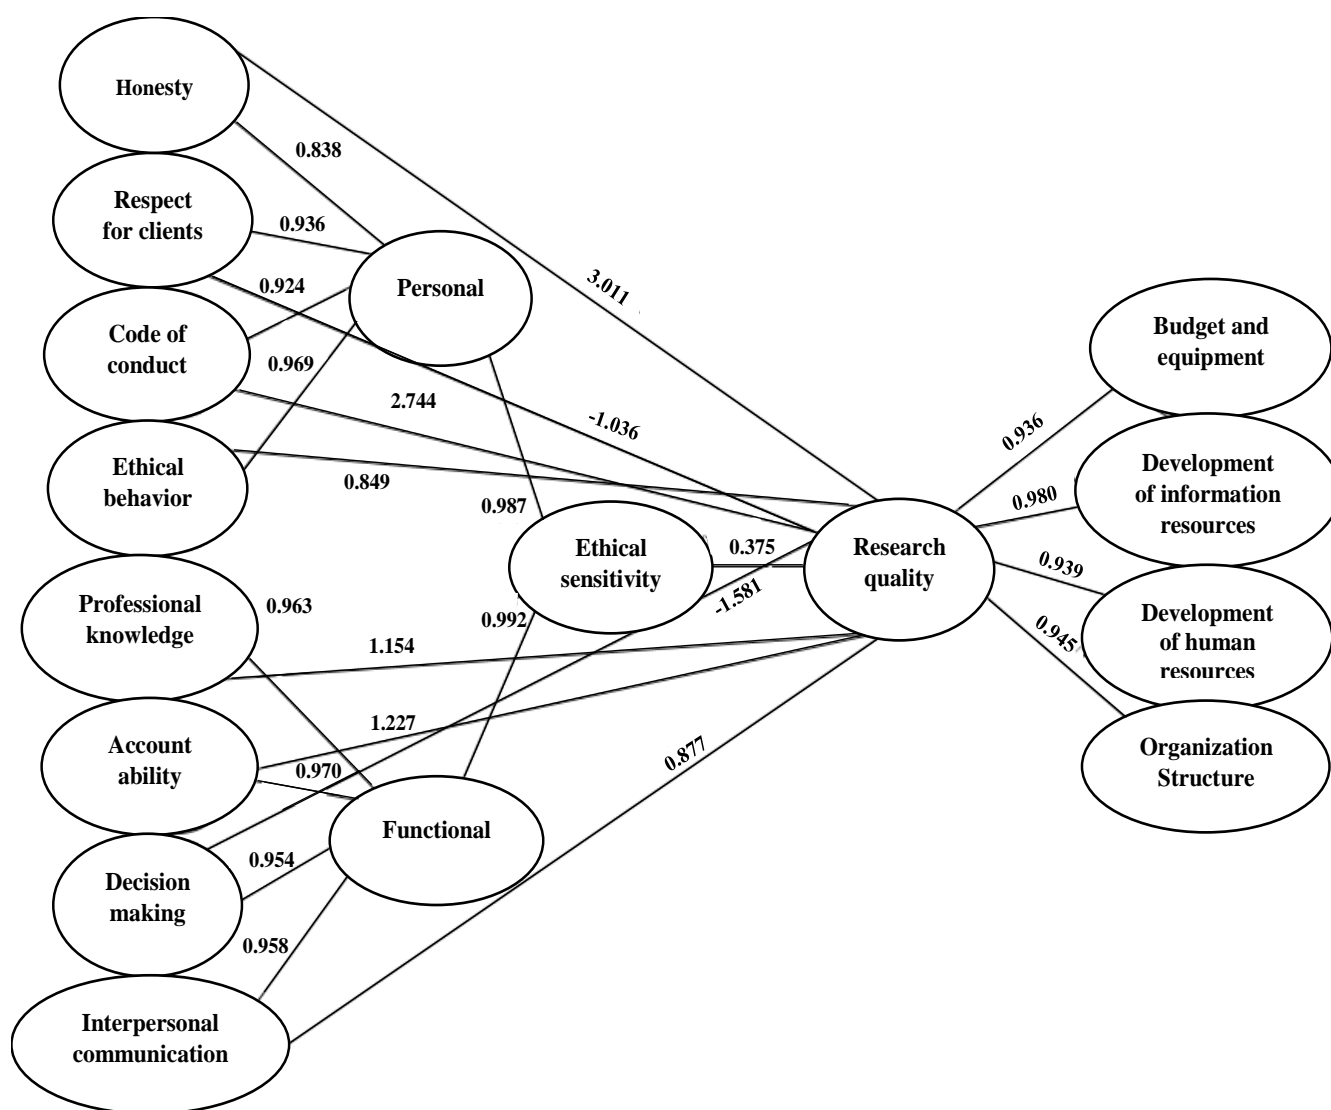 Honesty
0.838
Respect
for clients
0.936
0.924
Personal
3.011
Code of
conduct
0.969
2.744
-1.036
Budget and
equipment
0.936
Ethical
behavior
0.849
0.987
Development
of information
resources
0.980
Ethical
sensitivity
0.375
Research
quality
0.939
-1.581
Professional
knowledge
0.963
0.992
1.154
Development
of human
resources
0.945
Account
ability
1.227
0.970
0.877
Organization
Structure
Functional
0.954
Decision
making
0.958
Interpersonal
communication